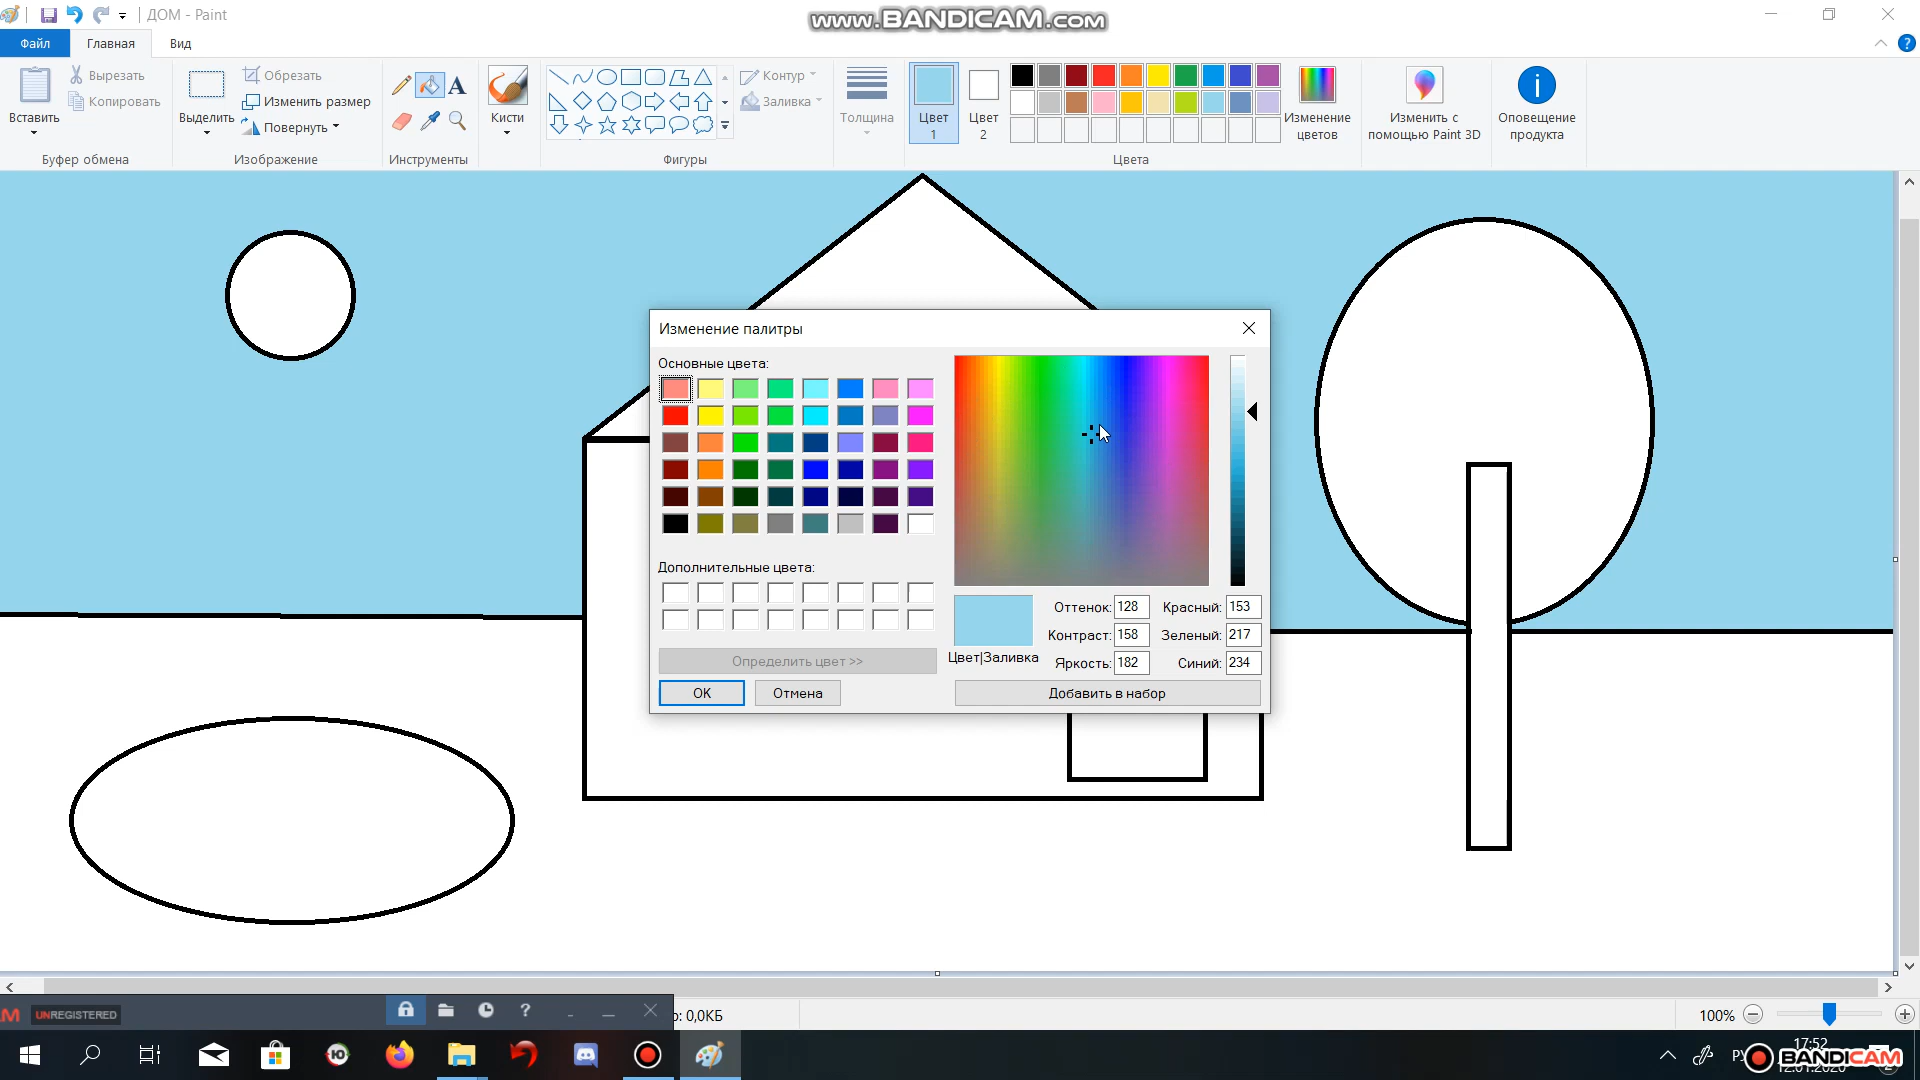 ДОМ - Paint
www.BANDICAM.com
Файл
Главная
Вид
Вставить
Вырезать
Копировать
Буфер обмена
Выделить
Обрезать
Изменить размер
Повернуть
Изображение
A
Инструменты
Кисти
Контур
Заливка
Фигуры
Толщина
Цвет 1
Цвет 2
Изменение цветов
Цвета
Изменить с помощью Paint 3D
Оповещение продукта
Изменение палитры
Основные цвета:
Дополнительные цвета:
Определить цвет >>
OK
Отмена
Цвет|Заливка
Оттенок: 128
Контраст: 158
Яркость: 182
Красный: 153
Зеленый: 217
Синий: 234
Добавить в набор
UNREGISTERED
р: 0,0КБ
100%
17:52
BANDICAM